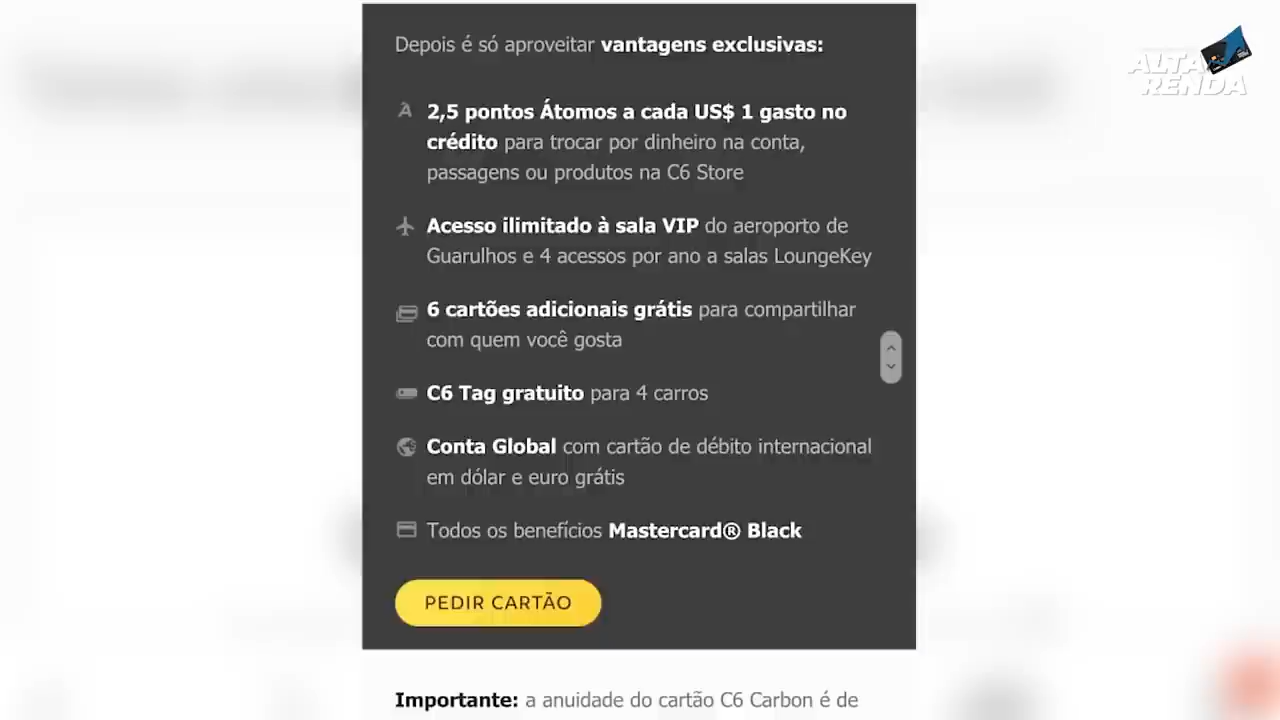 ALTA
RENDA
Depois é só aproveitar vantagens exclusivas:
2,5 pontos Átomos a cada US$ 1 gasto no
crédito para trocar por dinheiro na conta,
passagens ou produtos na C6 Store
Acesso ilimitado à sala VIP do aeroporto de
Guarulhos e 4 acessos por ano a salas LoungeKey
6 cartões adicionais grátis para compartilhar
com quem você gosta
C6 Tag gratuito para 4 carros
Conta Global com cartão de débito internacional
em dólar e euro grátis
Todos os benefícios Mastercard® Black
PEDIR CARTÃO
Importante: a anuidade do cartão C6 Carbon é de